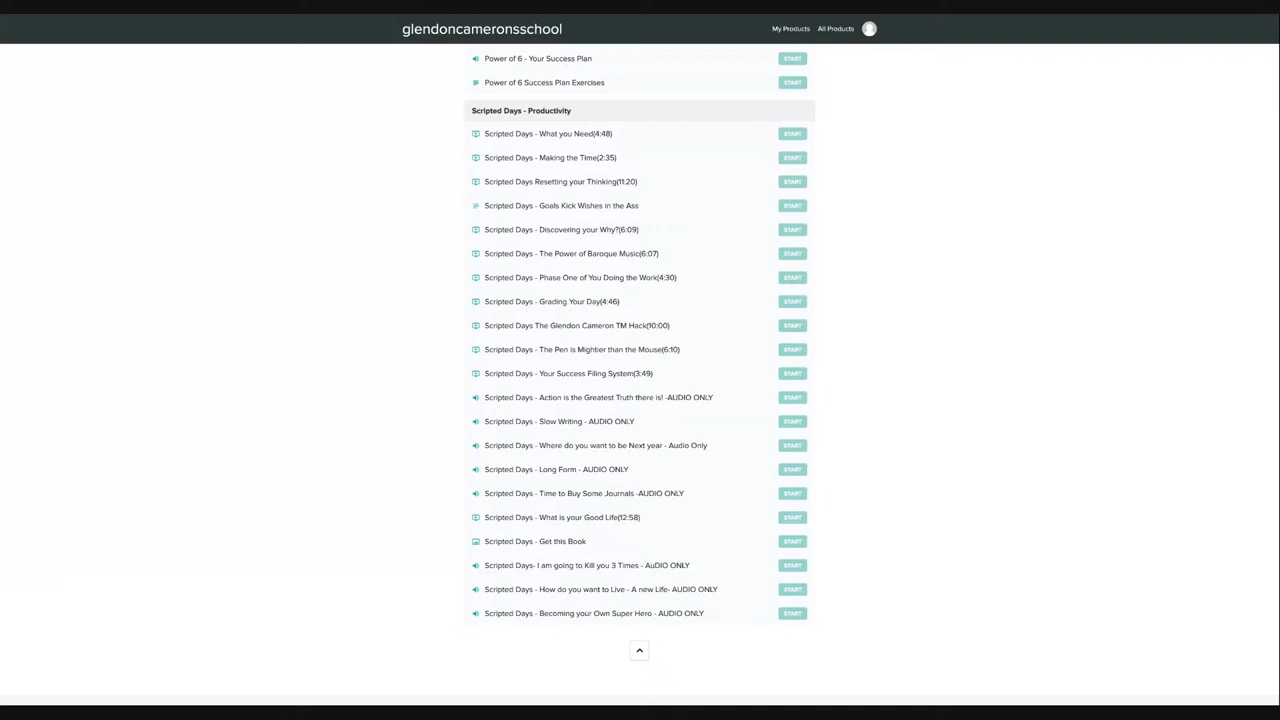 glendoncameronsschool
My Products All Products
Power of 6 - Your Success Plan START
Power of 6 Success Plan Exercises START
Scripted Days - Productivity
Scripted Days - What you Need(4:48) START
Scripted Days - Making the Time(2:35) START
Scripted Days Resetting your Thinking(11:20) START
Scripted Days - Goals Kick Wishes in the Ass START
Scripted Days - Discovering your Why?(6:09) START
Scripted Days - The Power of Baroque Music(6:07) START
Scripted Days - Phase One of You Doing the Work(4:30) START
Scripted Days - Grading Your Day(4:46) START
Scripted Days The Glendon Cameron TM Hack(10:00) START
Scripted Days - The Pen is Mightier than the Mouse(6:10) START
Scripted Days - Your Success Filing System(3:49) START
Scripted Days - Action is the Greatest Truth there is! -AUDIO ONLY START
Scripted Days - Slow Writing - AUDIO ONLY START
Scripted Days - Where do you want to be Next year - Audio Only START
Scripted Days - Long Form - AUDIO ONLY START
Scripted Days - Time to Buy Some Journals -AUDIO ONLY START
Scripted Days - What is your Good Life(12:58) START
Scripted Days - Get this Book START
Scripted Days- I am going to Kill you 3 Times - AuDIO ONLY START
Scripted Days - How do you want to Live - A new Life- AUDIO ONLY START
Scripted Days - Becoming your Own Super Hero - AUDIO ONLY START